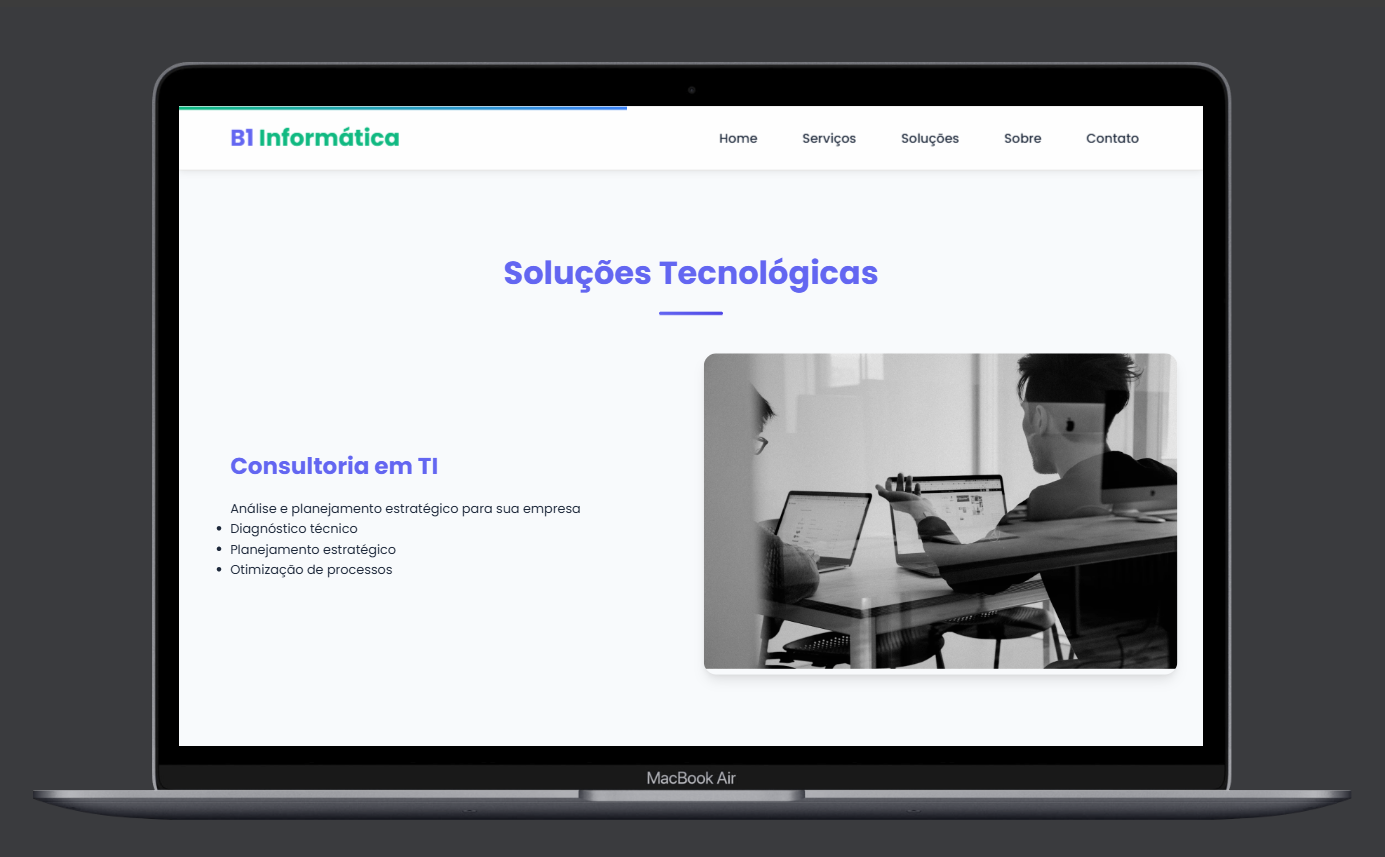 B1 Informática
Home Serviços Soluções Sobre Contato
Soluções Tecnológicas
Consultoria em TI
Análise e planejamento estratégico para sua empresa
• Diagnóstico técnico
• Planejamento estratégico
• Otimização de processos
MacBook Air